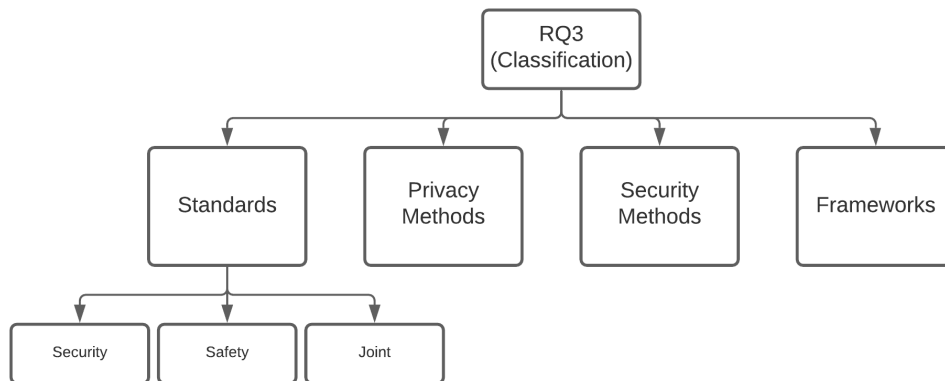 RQ3
(Classification)
Standards
Privacy
Methods
Security
Methods
Frameworks
Security
Safety
Joint